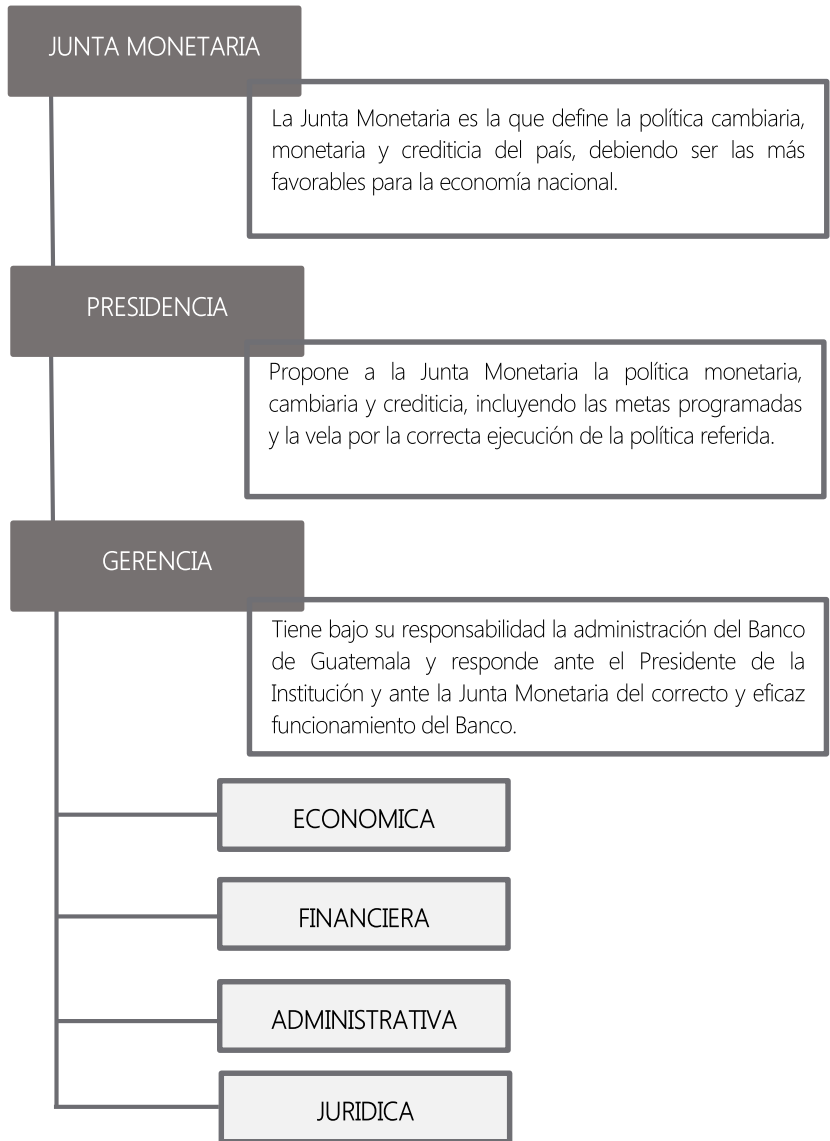 JUNTA MONETARIA
La Junta Monetaria es la que define la política cambiaria,
monetaria y crediticia del país, debiendo ser las más
favorables para la economía nacional.
PRESIDENCIA
Propone a la Junta Monetaria la política monetaria,
cambiaria y crediticia, incluyendo las metas programadas
y la vela por la correcta ejecución de la política referida.
GERENCIA
Tiene bajo su responsabilidad la administración del Banco
de Guatemala y responde ante el Presidente de la
Institución y ante la Junta Monetaria del correcto y eficaz
funcionamiento del Banco.
ECONOMICA
FINANCIERA
ADMINISTRATIVA
JURIDICA